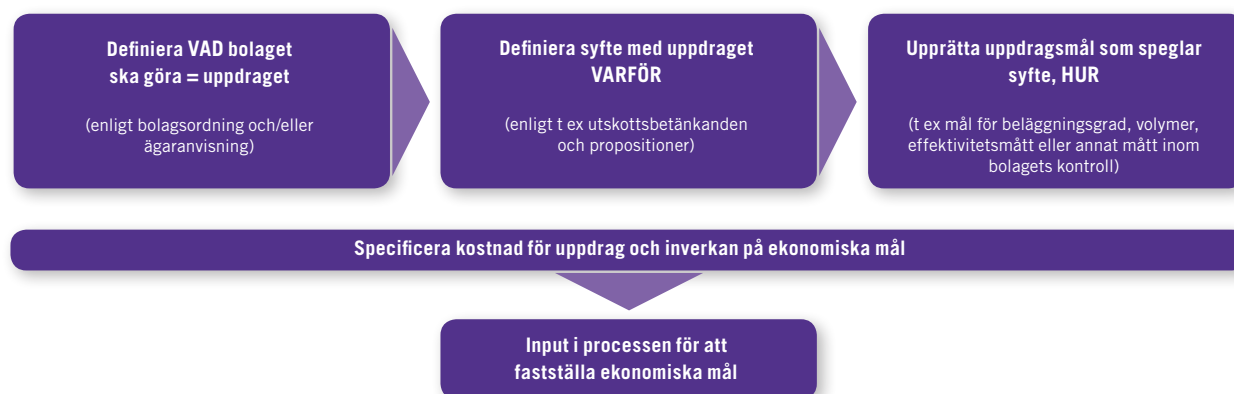 Definiera VAD bolaget
ska göra = uppdraget
(enligt bolagsordning och/eller
ägaranvisning)
Definiera syfte med uppdraget
VARFÖR
(enligt t ex utskottsbetänkanden
och propositioner)
Upprätta uppdragsmål som speglar
syfte, HUR
(t ex mål för beläggningsgrad, volymer,
effektivitetsmått eller annat mått inom
bolagets kontroll)
Specificera kostnad för uppdrag och inverkan på ekonomiska mål
Input i processen för att
fastställa ekonomiska mål